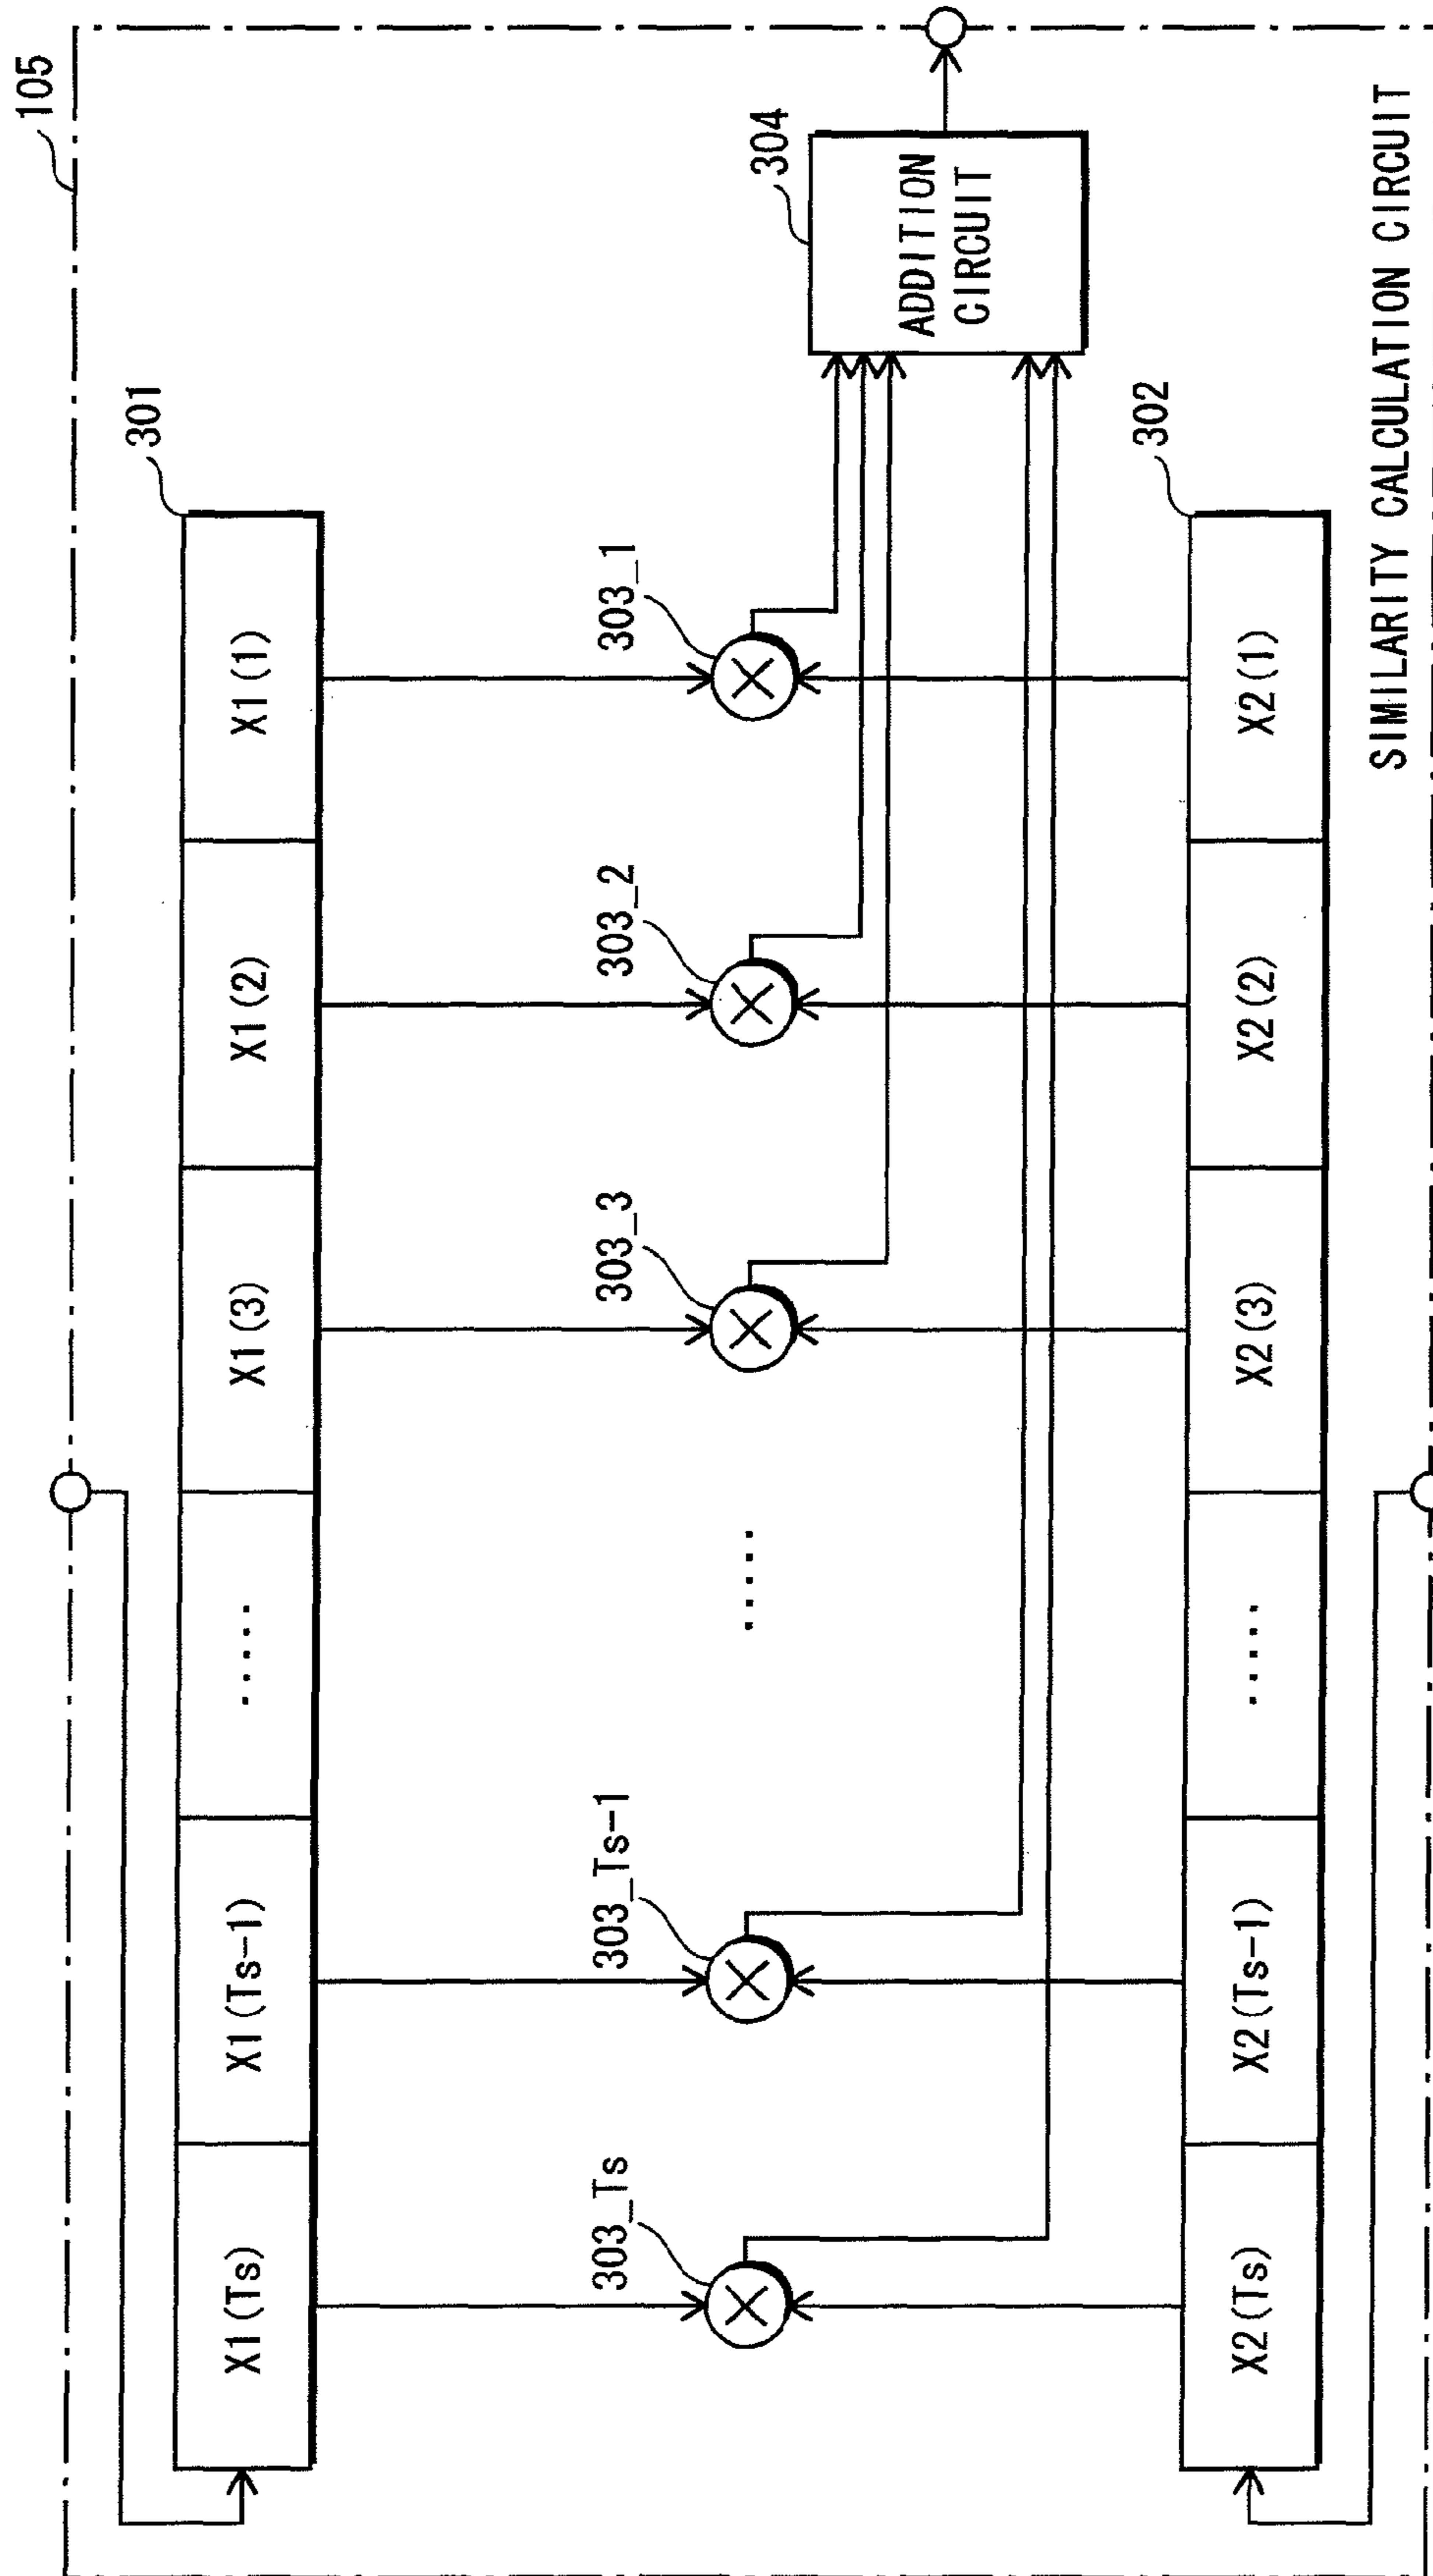 105
301
X1(Ts)
X1(Ts-1)
.....
X1(3)
X1(2)
X1(1)
303_Ts
303_Ts-1
.....
303_3
303_2
303_1
304
ADDITION
CIRCUIT
302
X2(Ts)
X2(Ts-1)
.....
X2(3)
X2(2)
X2(1)
SIMILARITY CALCULATION CIRCUIT